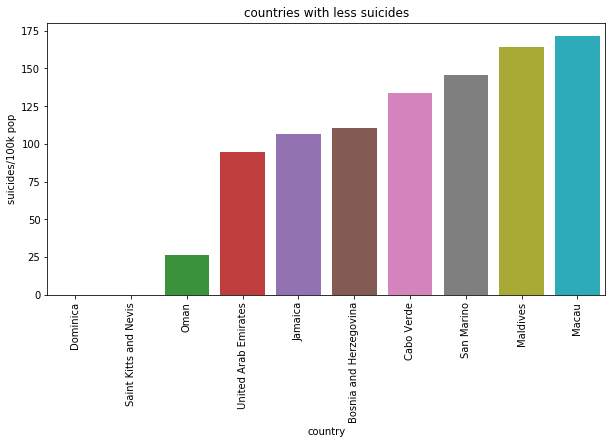 countries with less suicides
suicides/100k pop
175
150
125
100
75
50
25
0
Dominica
Saint Kitts and Nevis
Oman
United Arab Emirates
Jamaica
Bosnia and Herzegovina
Cabo Verde
San Marino
Maldives
Macau
country